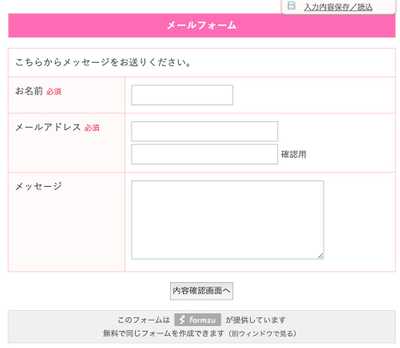 入力内容保存／読込
メールフォーム
こちらからメッセージをお送りください。
お名前 必須
メールアドレス 必須
確認用
メッセージ
内容確認画面へ
このフォームは formzu が提供しています
無料で同じフォームを作成できます（別ウィンドウで見る）